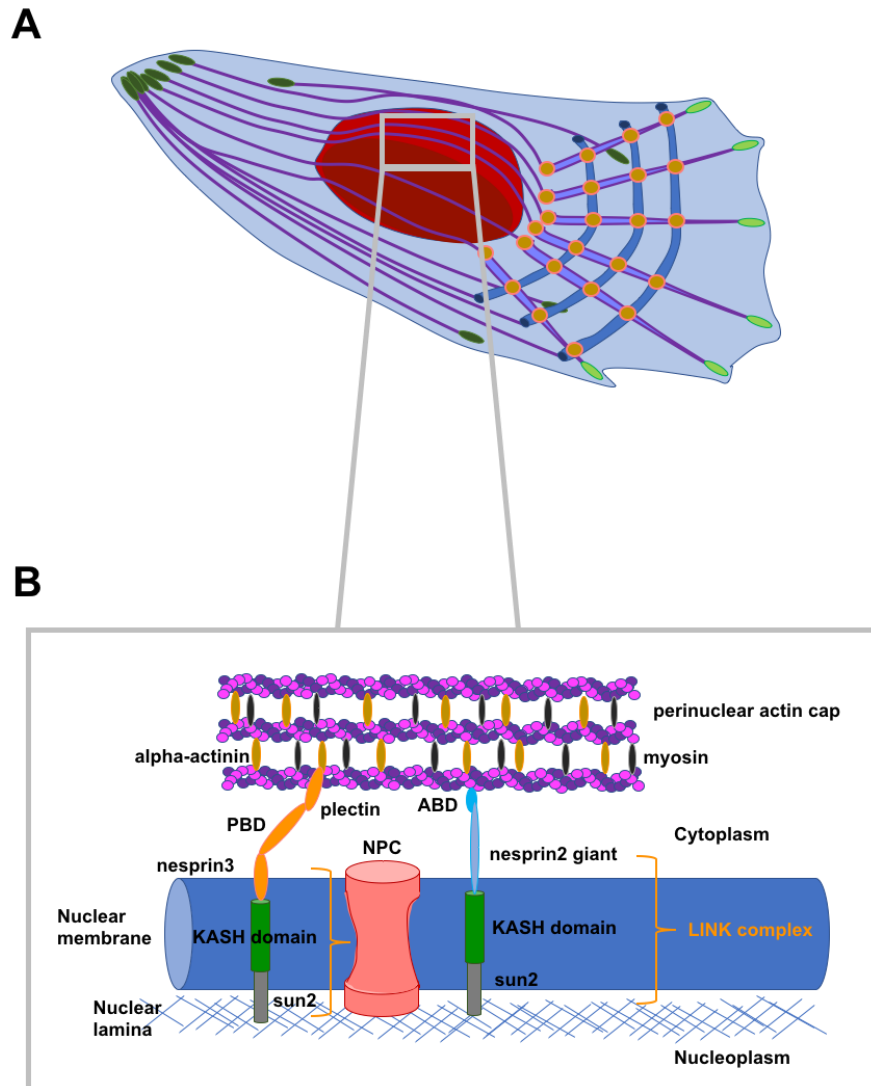 A
B
perinuclear actin cap
alpha-actinin
myosin
plectin
ABD
PBD
Cytoplasm
NPC
nesprin3
nesprin2 giant
Nuclear
membrane
KASH domain
KASH domain
LINK complex
sun2
sun2
Nuclear
lamina
Nucleoplasm